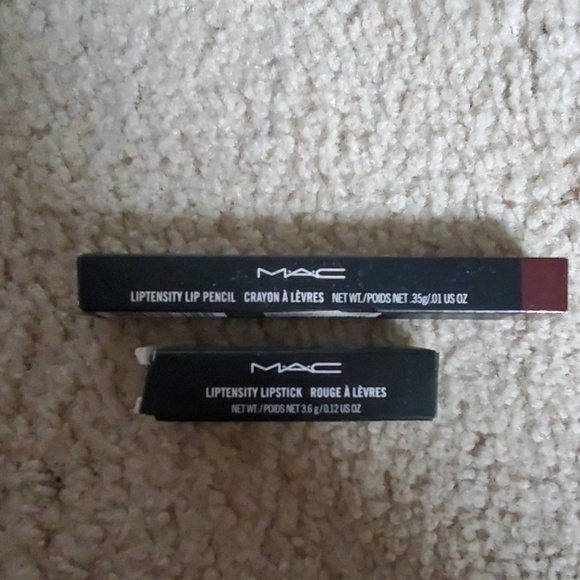 MAC
LIPTENSITY LIP PENCIL CRAYON À LÈVRES NET WT./POIDS NET .35g/.01 US OZ
MAC
LIPTENSITY LIPSTICK ROUGE À LÈVRES
NET WT./POIDS NET 3.6 g/0.12 US OZ